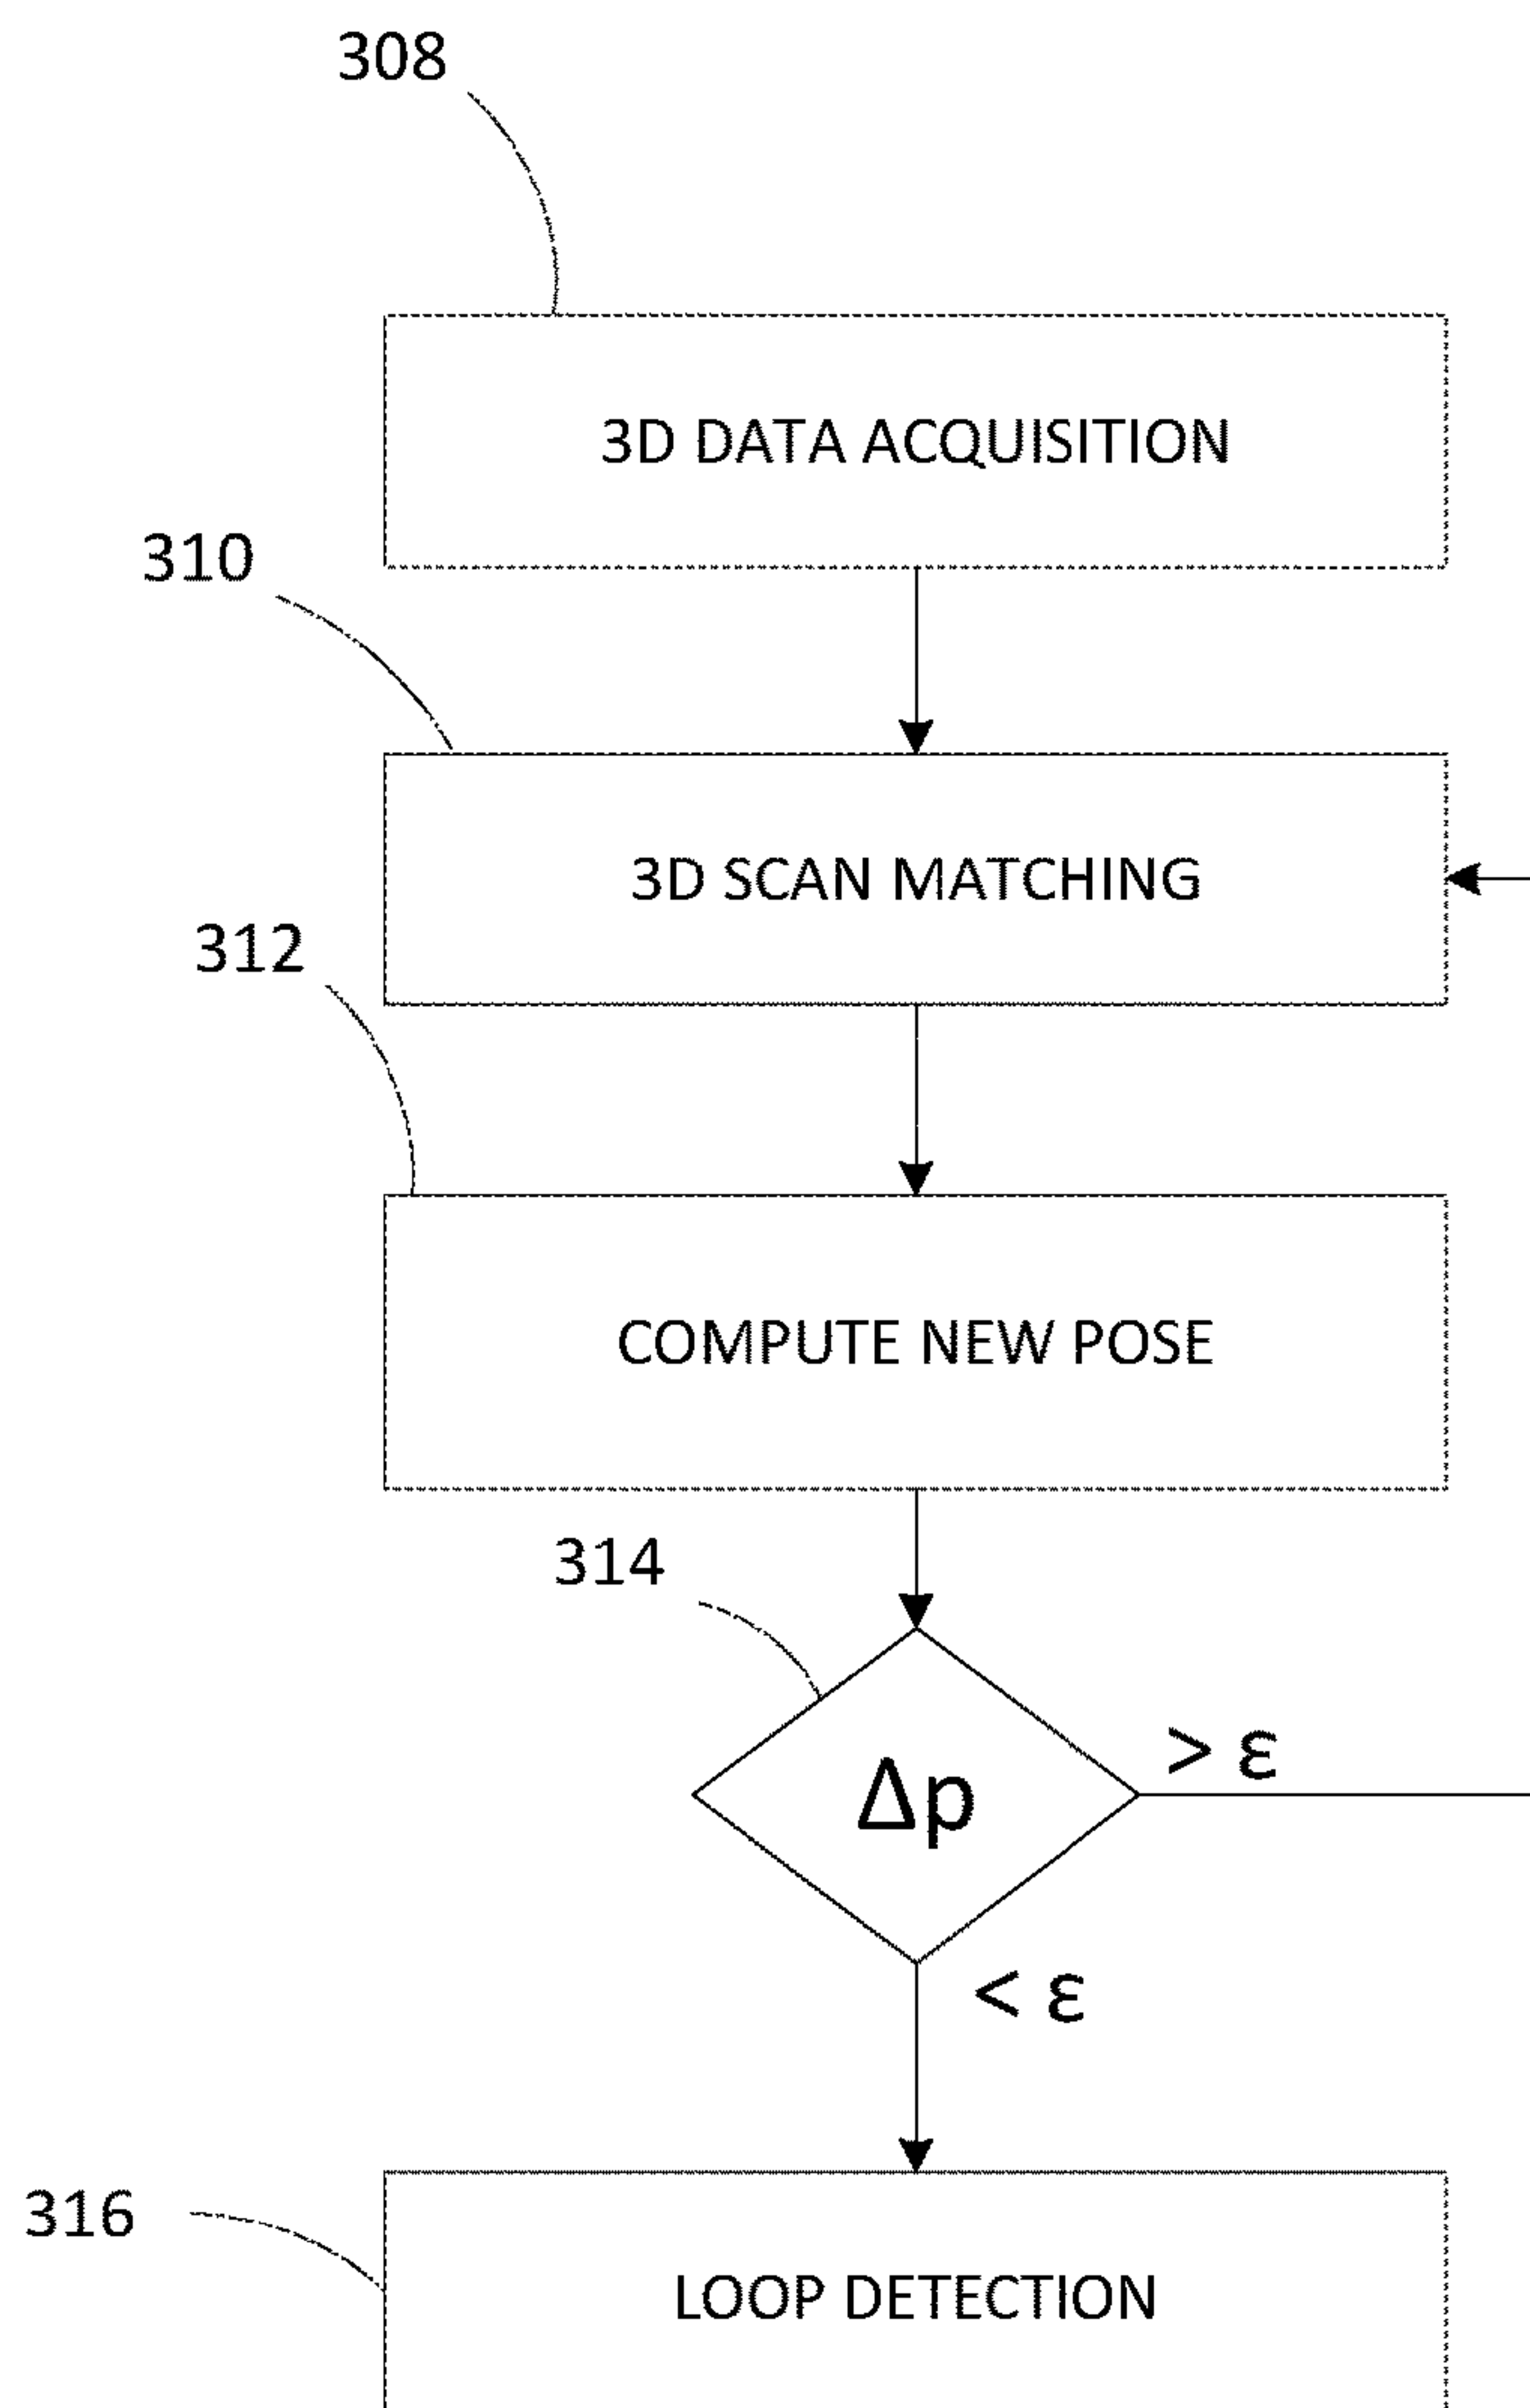 308
3D DATA ACQUISITION
310
3D SCAN MATCHING
312
COMPUTE NEW POSE
314
> ε
Δp
< ε
316
LOOP DETECTION